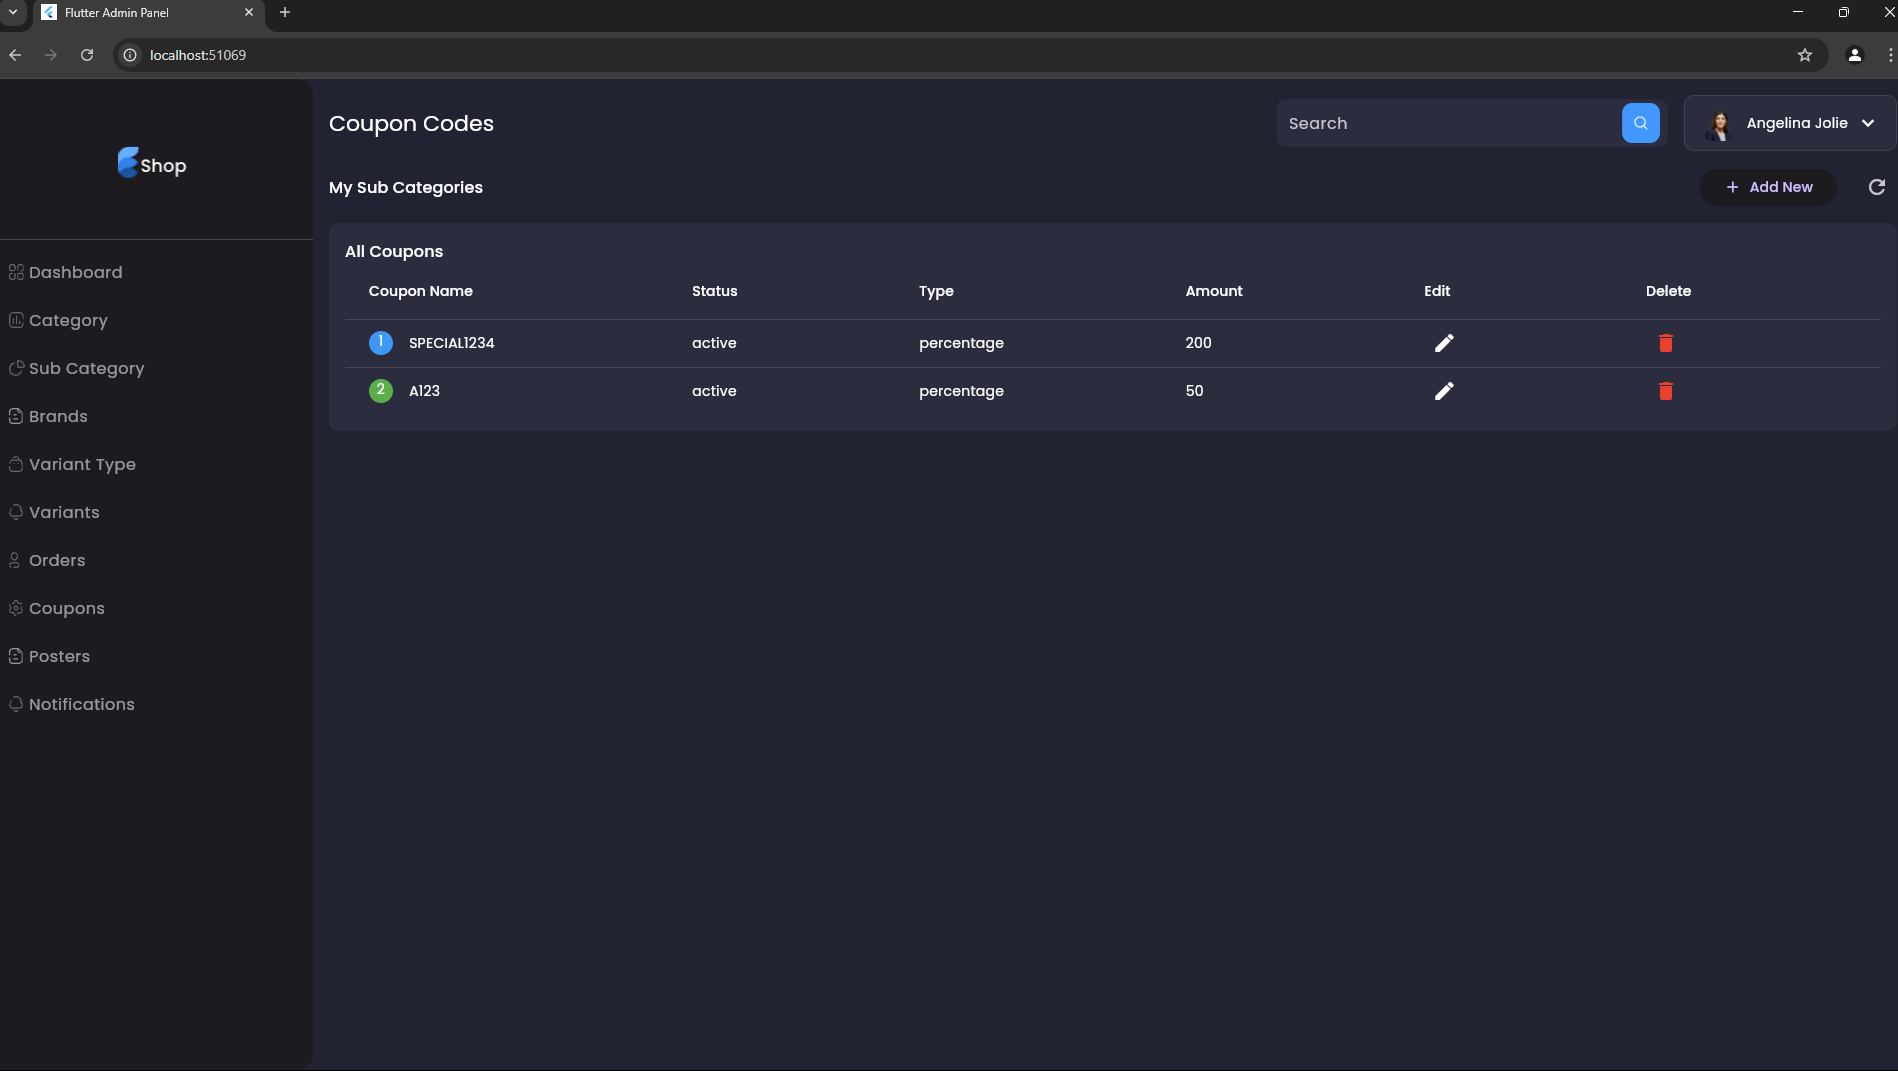 Flutter Admin Panel
localhost:51069
Shop
Dashboard
Category
Sub Category
Brands
Variant Type
Variants
Orders
Coupons
Posters
Notifications
Coupon Codes
Search
Angelina Jolie
My Sub Categories
Add New
All Coupons
Coupon Name Status Type Amount Edit Delete
1 SPECIAL1234 active percentage 200
2 A123 active percentage 50